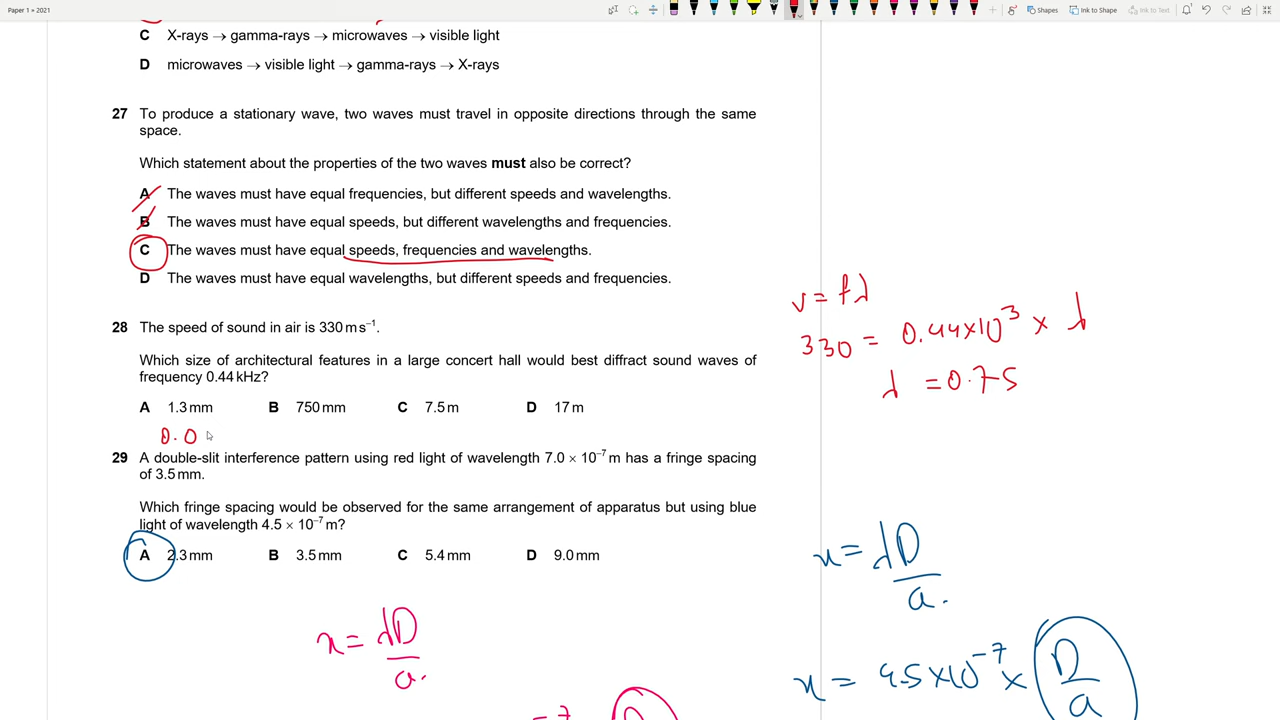 Paper 1 • 2021
Shapes
Ink to Shape
Ink to Text
C X-rays → gamma-rays → microwaves → visible light
D microwaves → visible light → gamma-rays → X-rays
27 To produce a stationary wave, two waves must travel in opposite directions through the same
space.
Which statement about the properties of the two waves must also be correct?
A The waves must have equal frequencies, but different speeds and wavelengths.
B The waves must have equal speeds, but different wavelengths and frequencies.
C The waves must have equal speeds, frequencies and wavelengths.
D The waves must have equal wavelengths, but different speeds and frequencies.
v = fλ
330 = 0.44×10³ × λ
λ = 0.75
28 The speed of sound in air is 330 m s⁻¹.
Which size of architectural features in a large concert hall would best diffract sound waves of
frequency 0.44 kHz?
A 1.3 mm B 750 mm C 7.5 m D 17 m
0.0
29 A double-slit interference pattern using red light of wavelength 7.0 × 10⁻⁷ m has a fringe spacing
of 3.5 mm.
Which fringe spacing would be observed for the same arrangement of apparatus but using blue
light of wavelength 4.5 × 10⁻⁷ m?
A 2.3 mm B 3.5 mm C 5.4 mm D 9.0 mm
x = λD
a.
x = λD
a.
x = 4.5×10⁻⁷ × D
a